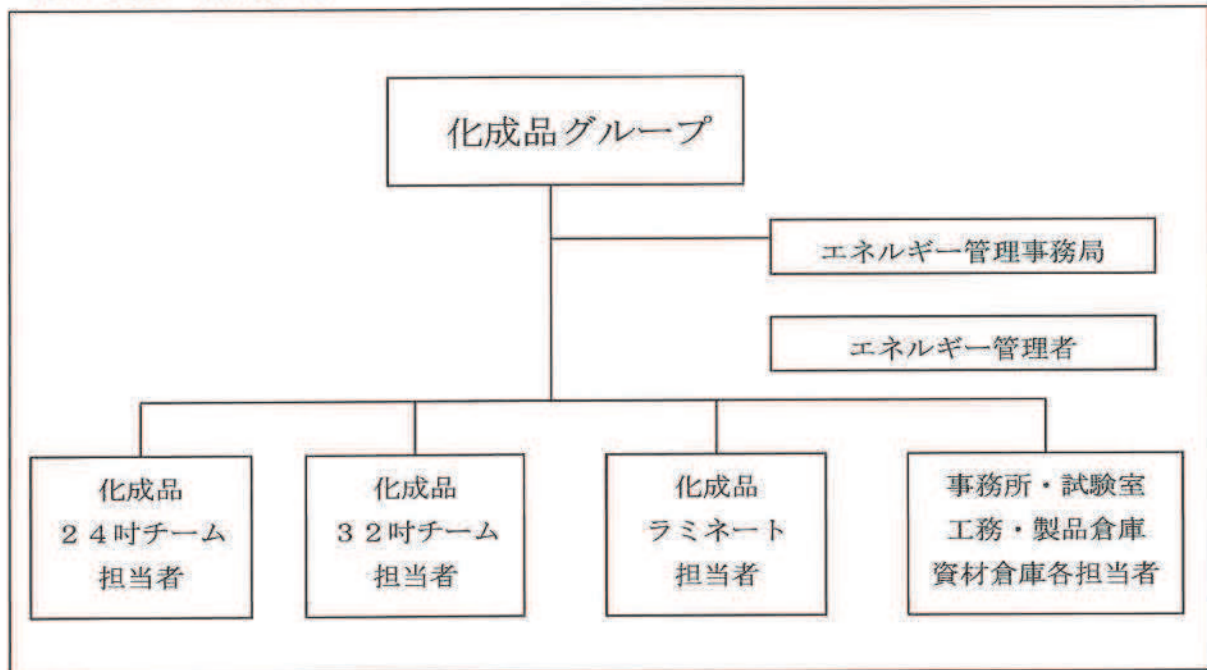 化成品グループ
エネルギー管理事務局
エネルギー管理者
化成品
２４吋チーム
担当者
化成品
３２吋チーム
担当者
化成品
ラミネート
担当者
事務所・試験室
工務・製品倉庫
資材倉庫各担当者